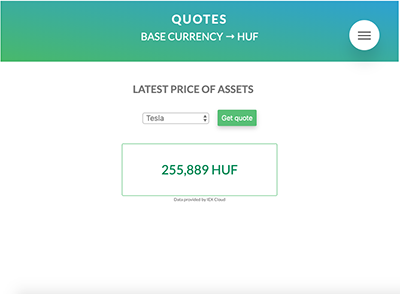 QUOTES
BASE CURRENCY → HUF
LATEST PRICE OF ASSETS
Tesla
Get quote
255,889 HUF
Data provided by IEX Cloud